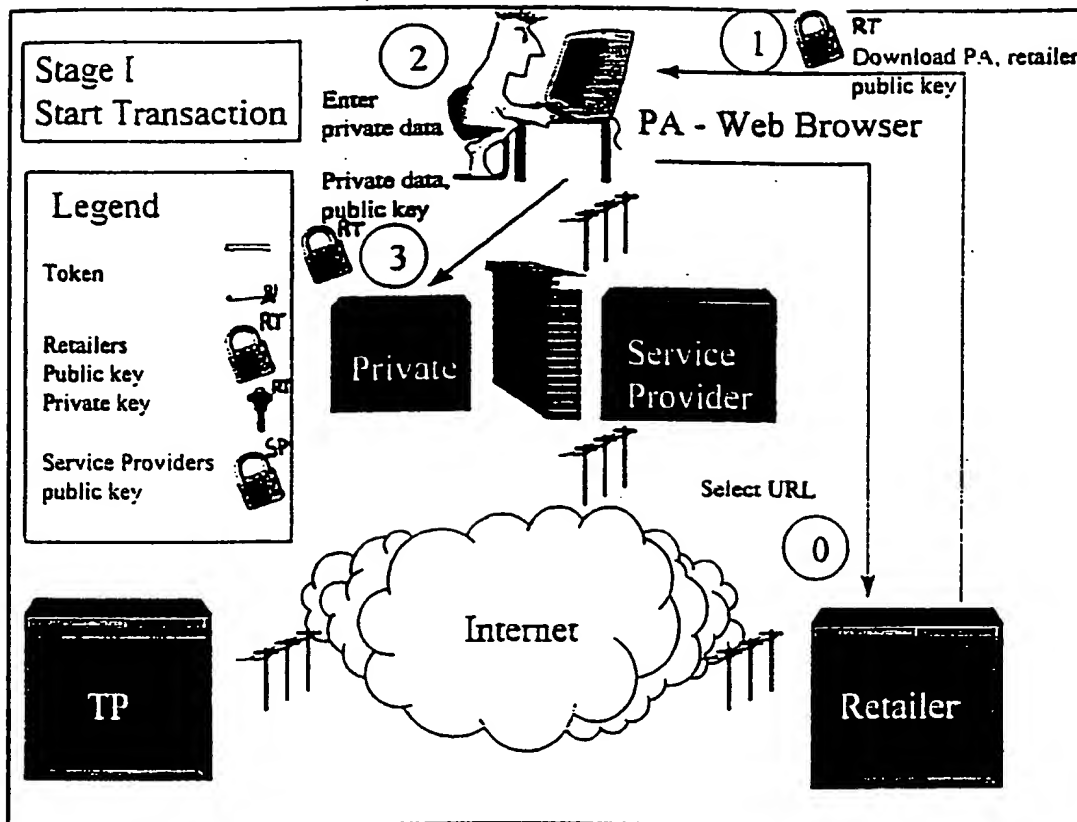 Stage I
Start Transaction
2
Enter
private data
1
RT
Download PA, retailer
public key
PA - Web Browser
Private data,
public key
RT
3
Legend
Token
RT
Retailers
Public key
Private key
RT
Service Providers
public key
SP
Private
Service
Provider
Select URL
0
Internet
TP
Retailer